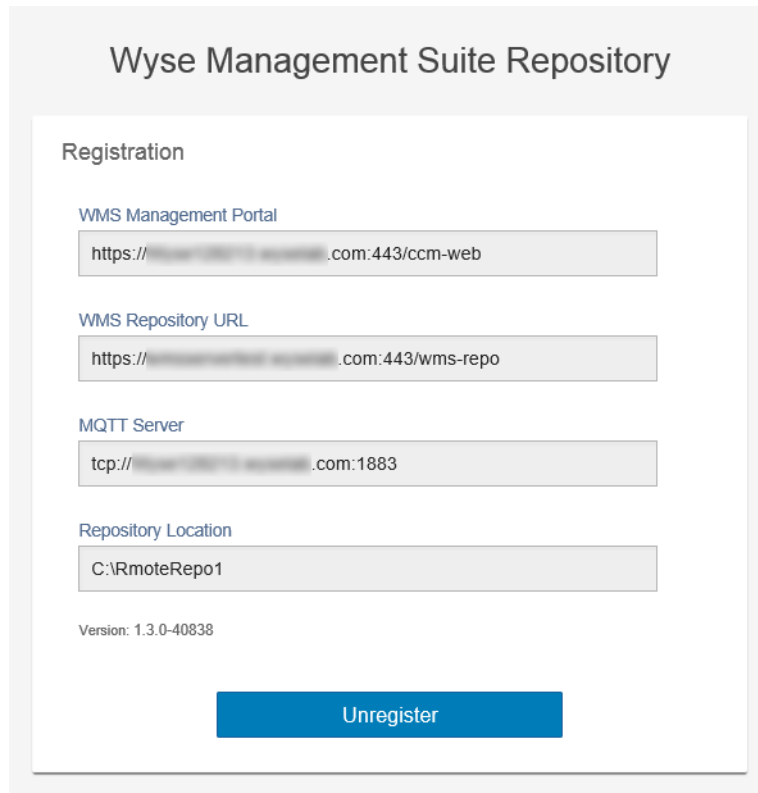 Wyse Management Suite Repository
Registration
WMS Management Portal
https:// .com:443/ccm-web
WMS Repository URL
https:// .com:443/wms-repo
MQTT Server
tcp:// .com:1883
Repository Location
C:\RmoteRepo1
Version: 1.3.0-40838
Unregister